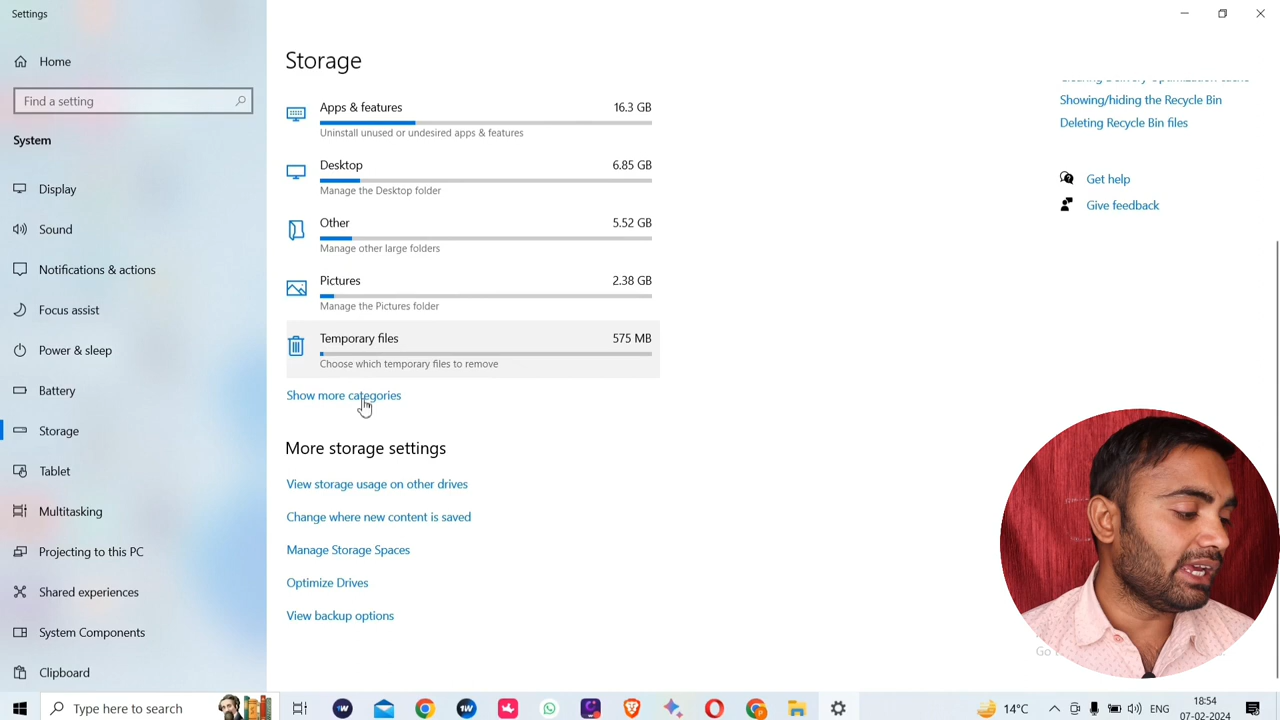 Settings
Home
Find a setting
System
Display
Sound
Notifications & actions
Focus assist
Power & sleep
Battery
Storage
Tablet
Multitasking
Projecting to this PC
Shared experiences
System Components
Clipboard
Storage
Apps & features 16.3 GB
Uninstall unused or undesired apps & features
Desktop 6.85 GB
Manage the Desktop folder
Other 5.52 GB
Manage other large folders
Pictures 2.38 GB
Manage the Pictures folder
Temporary files 575 MB
Choose which temporary files to remove
Show more categories
More storage settings
View storage usage on other drives
Change where new content is saved
Manage Storage Spaces
Optimize Drives
View backup options
Showing/hiding the Recycle Bin
Deleting Recycle Bin files
Get help
Give feedback
Go
Type here to search
14°C
ENG
18:54
07-02-2024